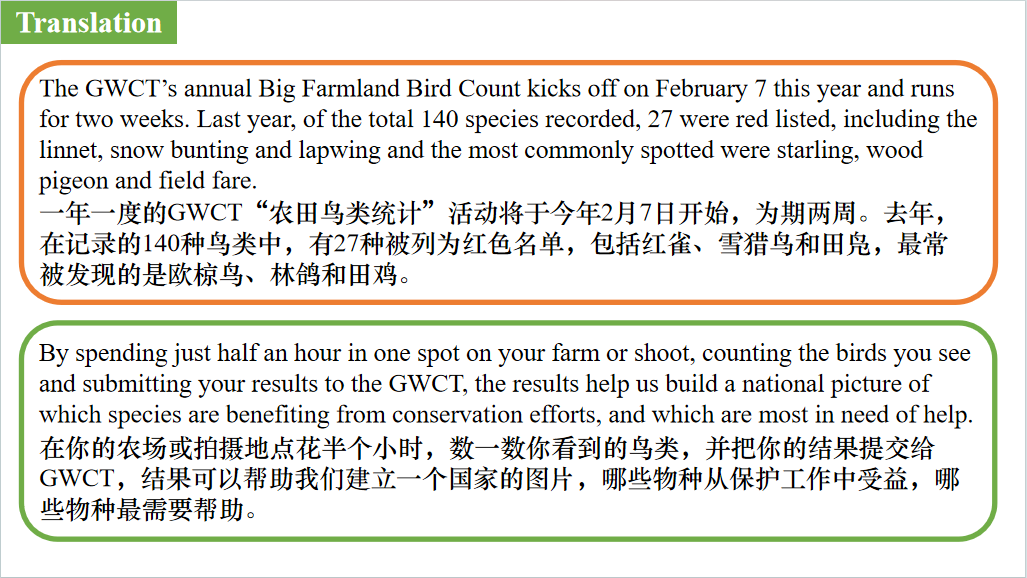 Translation
The GWCT’s annual Big Farmland Bird Count kicks off on February 7 this year and runs
for two weeks. Last year, of the total 140 species recorded, 27 were red listed, including the
linnet, snow bunting and lapwing and the most commonly spotted were starling, wood
pigeon and field fare.
一年一度的GWCT“农田鸟类统计”活动将于今年2月7日开始，为期两周。去年，
在记录的140种鸟类中，有27种被列为红色名单，包括红雀、雪猎鸟和田凫，最常
被发现的是欧椋鸟、林鸽和田鸡。
By spending just half an hour in one spot on your farm or shoot, counting the birds you see
and submitting your results to the GWCT, the results help us build a national picture of
which species are benefiting from conservation efforts, and which are most in need of help.
在你的农场或拍摄地点花半个小时，数一数你看到的鸟类，并把你的结果提交给
GWCT，结果可以帮助我们建立一个国家的图片，哪些物种从保护工作中受益，哪
些物种最需要帮助。